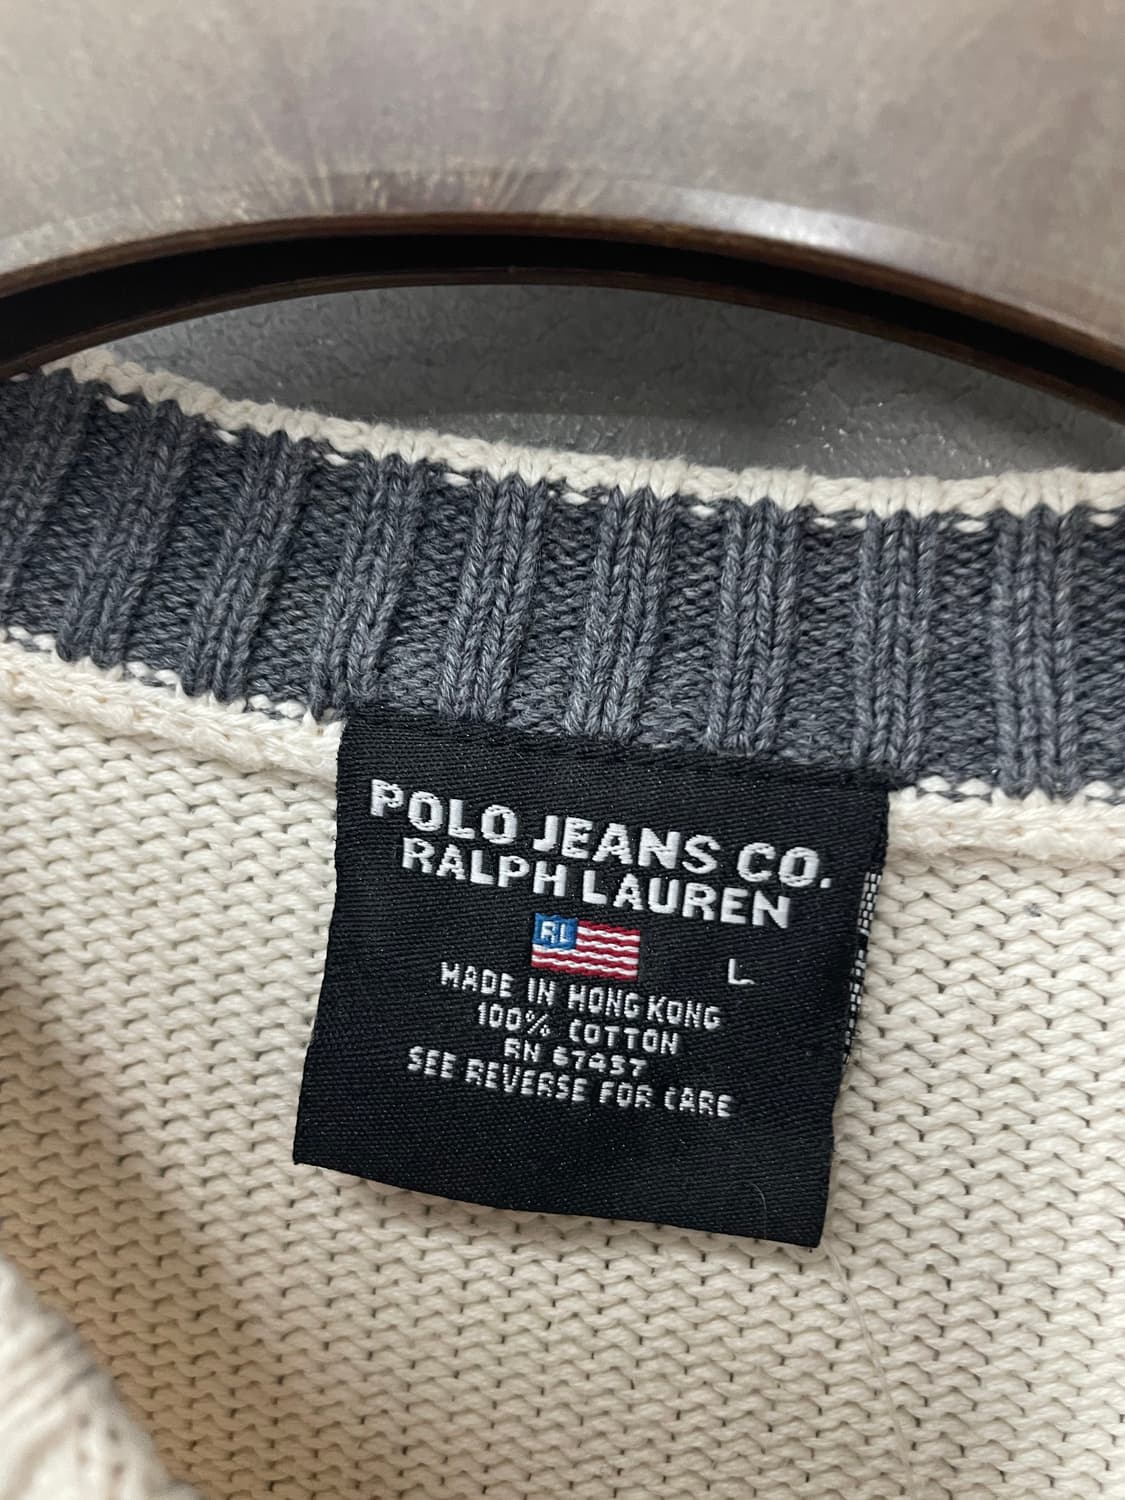 POLO JEANS CO.
RALPH LAUREN
RL
L
MADE IN HONG KONG
100% COTTON
RN 67457
SEE REVERSE FOR CARE